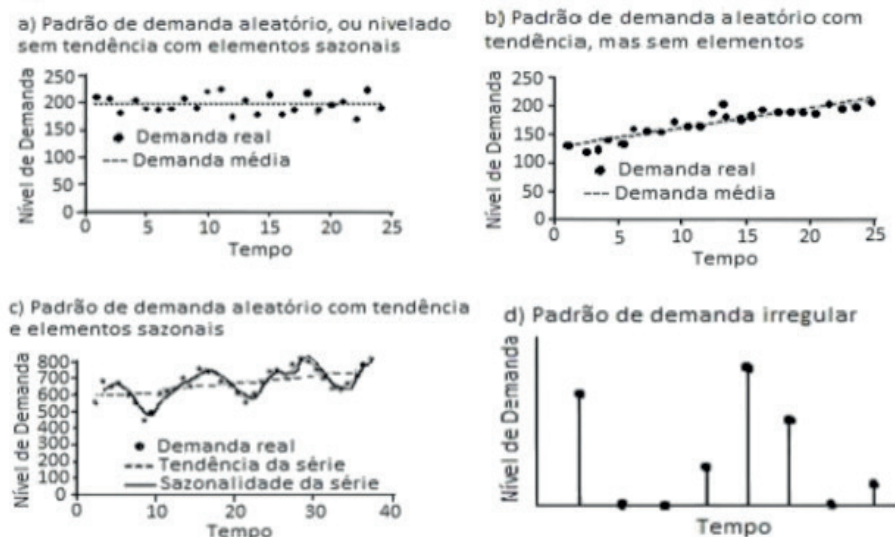 a) Padrão de demanda aleatório, ou nivelado
sem tendência com elementos sazonais
Nível de Demanda
250
200
150
100
50
0
Demanda real
Demanda média
0
5
10
15
20
25
Tempo
b) Padrão de demanda aleatório com
tendência, mas sem elementos
Nível de Demanda
250
200
150
100
50
0
Demanda real
Demanda média
0
5
10
15
20
25
Tempo
c) Padrão de demanda aleatório com tendência
e elementos sazonais
Nível de Demanda
800
700
600
500
400
300
200
100
0
Demanda real
Tendência da série
Sazonalidade da série
0
10
20
30
40
Tempo
d) Padrão de demanda irregular
Nível de Demanda
Tempo